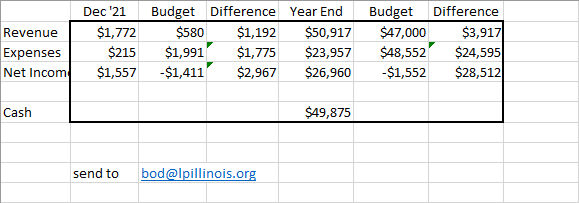 Dec '21 Budget Difference Year End Budget Difference
Revenue $1,772 $580 $1,192 $50,917 $47,000 $3,917
Expenses $215 $1,991 $1,775 $23,957 $48,552 $24,595
Net Incom $1,557 -$1,411 $2,967 $26,960 -$1,552 $28,512
Cash $49,875
send to bod@lpillinois.org